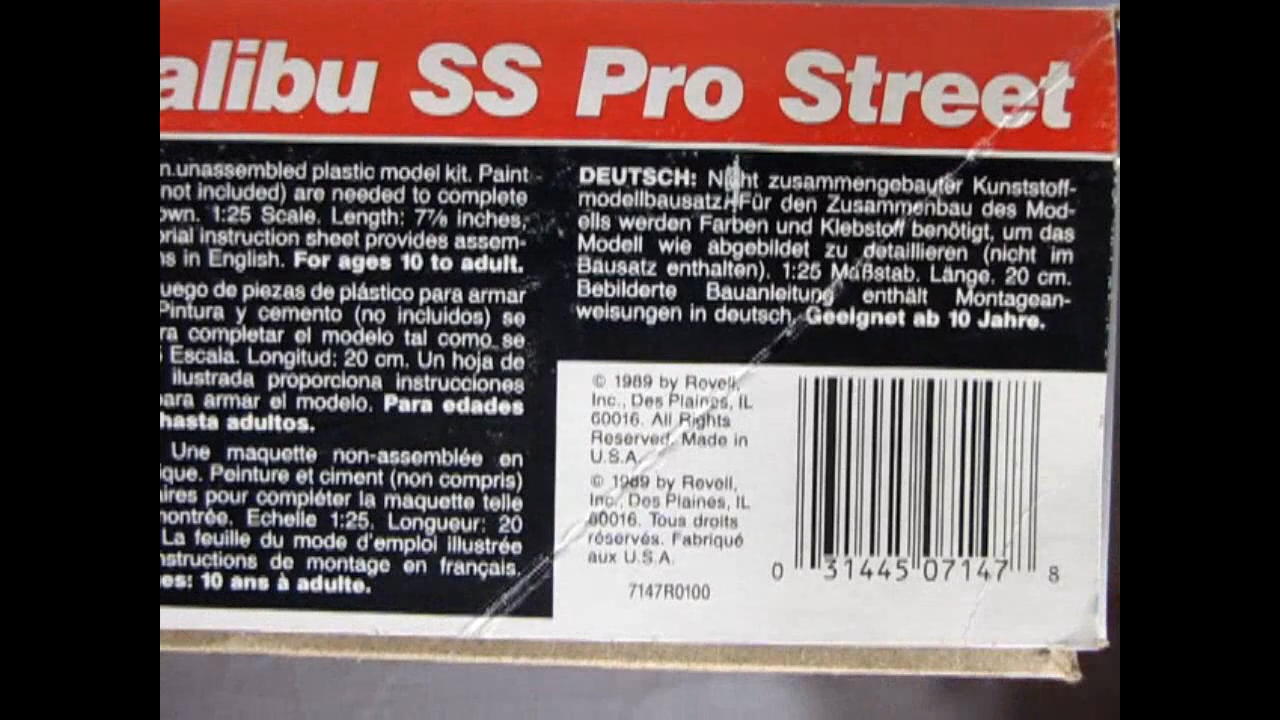 alibu SS Pro Street
n.unassembled plastic model kit. Paint
not included) are needed to complete
own. 1:25 Scale. Length: 7⅞ inches,
rial instruction sheet provides assem-
s in English. For ages 10 to adult.
uego de piezas de plástico para armar
Pintura y cemento (no incluidos) se
ra completar el modelo tal como se
Escala. Longitud: 20 cm. Un hoja de
ilustrada proporciona instrucciones
para armar el modelo. Para edades
hasta adultos.
Une maquette non-assemblée en
ique. Peinture et ciment (non compris)
aires pour compléter la maquette telle
montrée. Echelle 1:25. Longueur: 20
La feuille du mode d'emploi illustrée
nstructions de montage en français.
es: 10 ans à adulte.
DEUTSCH: Nicht zusammengebauter Kunststoff-
modellbausatz. Für den Zusammenbau des Mod-
ells werden Farben und Klebstoff benötigt, um das
Modell wie abgebildet zu detaillieren (nicht im
Bausatz enthalten). 1:25 Maßstab. Länge. 20 cm.
Bebilderte Bauanleitung enthält Montagean-
weisungen in deutsch. Geeignet ab 10 Jahre.
© 1989 by Revell,
Inc., Des Plaines, IL
60016. All Rights
Reserved. Made in
U.S.A.
© 1989 by Revell,
Inc., Des Plaines, IL
60016. Tous droits
réservés. Fabriqué
aux U.S.A.
7147R0100
0 31445 07147 8